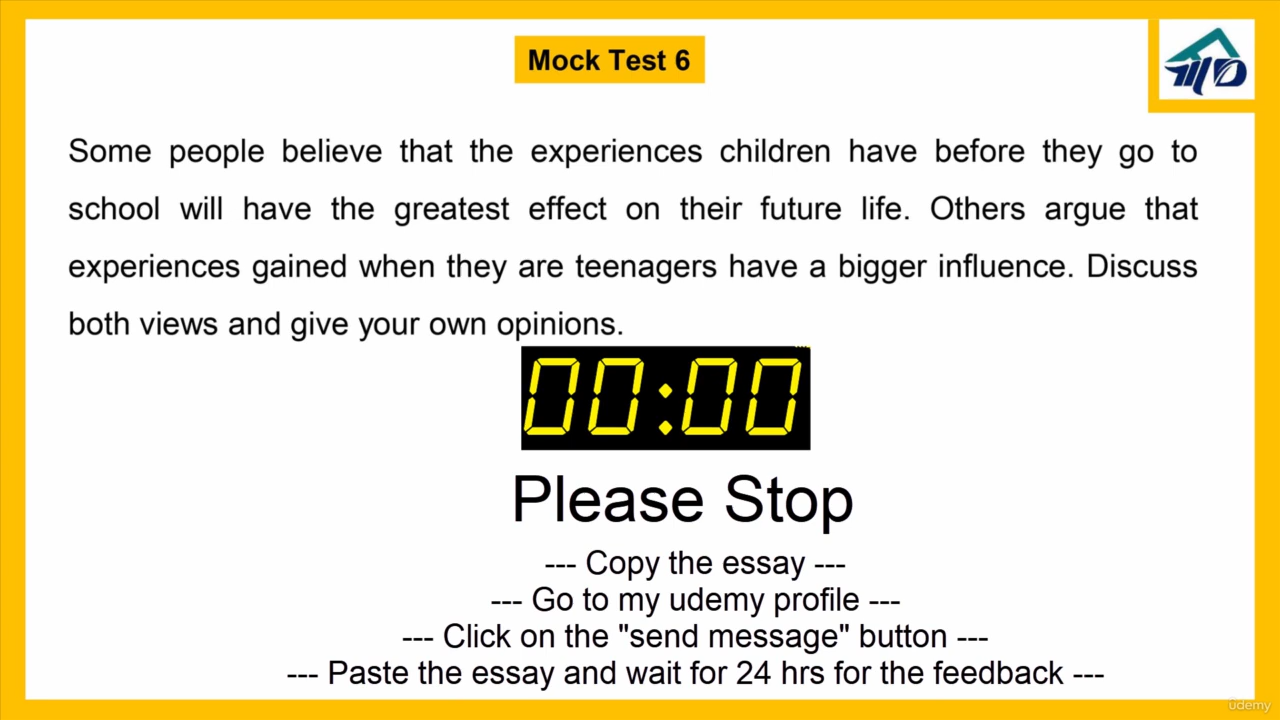 Mock Test 6
Some people believe that the experiences children have before they go to
school will have the greatest effect on their future life. Others argue that
experiences gained when they are teenagers have a bigger influence. Discuss
both views and give your own opinions.
00:00
Please Stop
--- Copy the essay ---
--- Go to my udemy profile ---
--- Click on the "send message" button ---
--- Paste the essay and wait for 24 hrs for the feedback ---
ûdemy